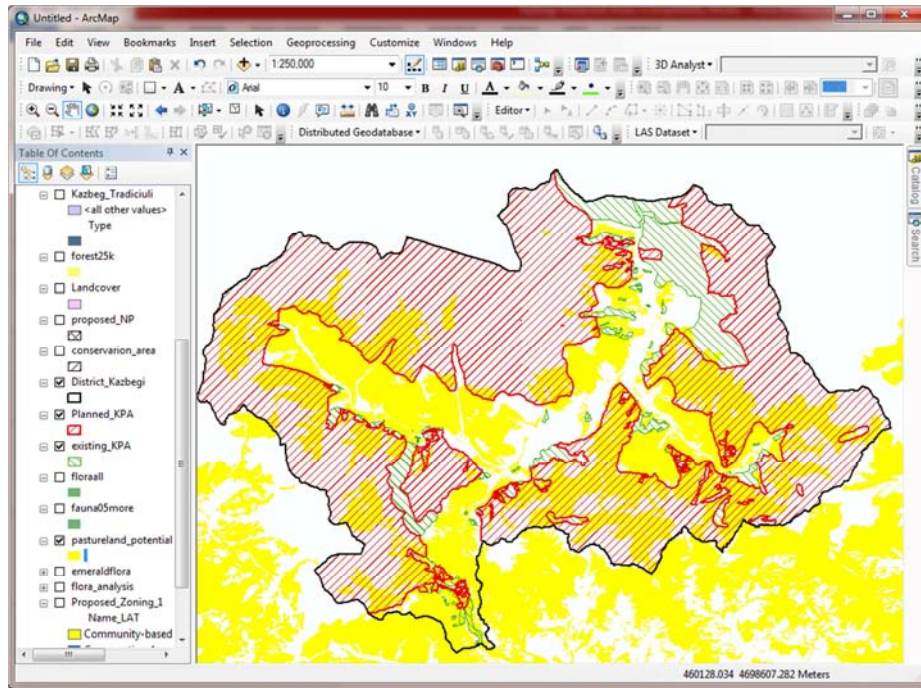 Untitled - ArcMap
File Edit View Bookmarks Insert Selection Geoprocessing Customize Windows Help
1:250,000 3D Analyst
Drawing A Arial 10 B I U A
Editor
Distributed Geodatabase LAS Dataset
Table Of Contents
Kazbeg_Tradiciuli
<all other values>
Type
forest25k
Landcover
proposed_NP
conservarion_area
District_Kazbegi
Planned_KPA
existing_KPA
floraall
fauna05more
pastureland_potential
emeraldflora
flora_analysis
Proposed_Zoning_1
Name_LAT
Community-based
Catalog
Search
460128.034 4698607.282 Meters